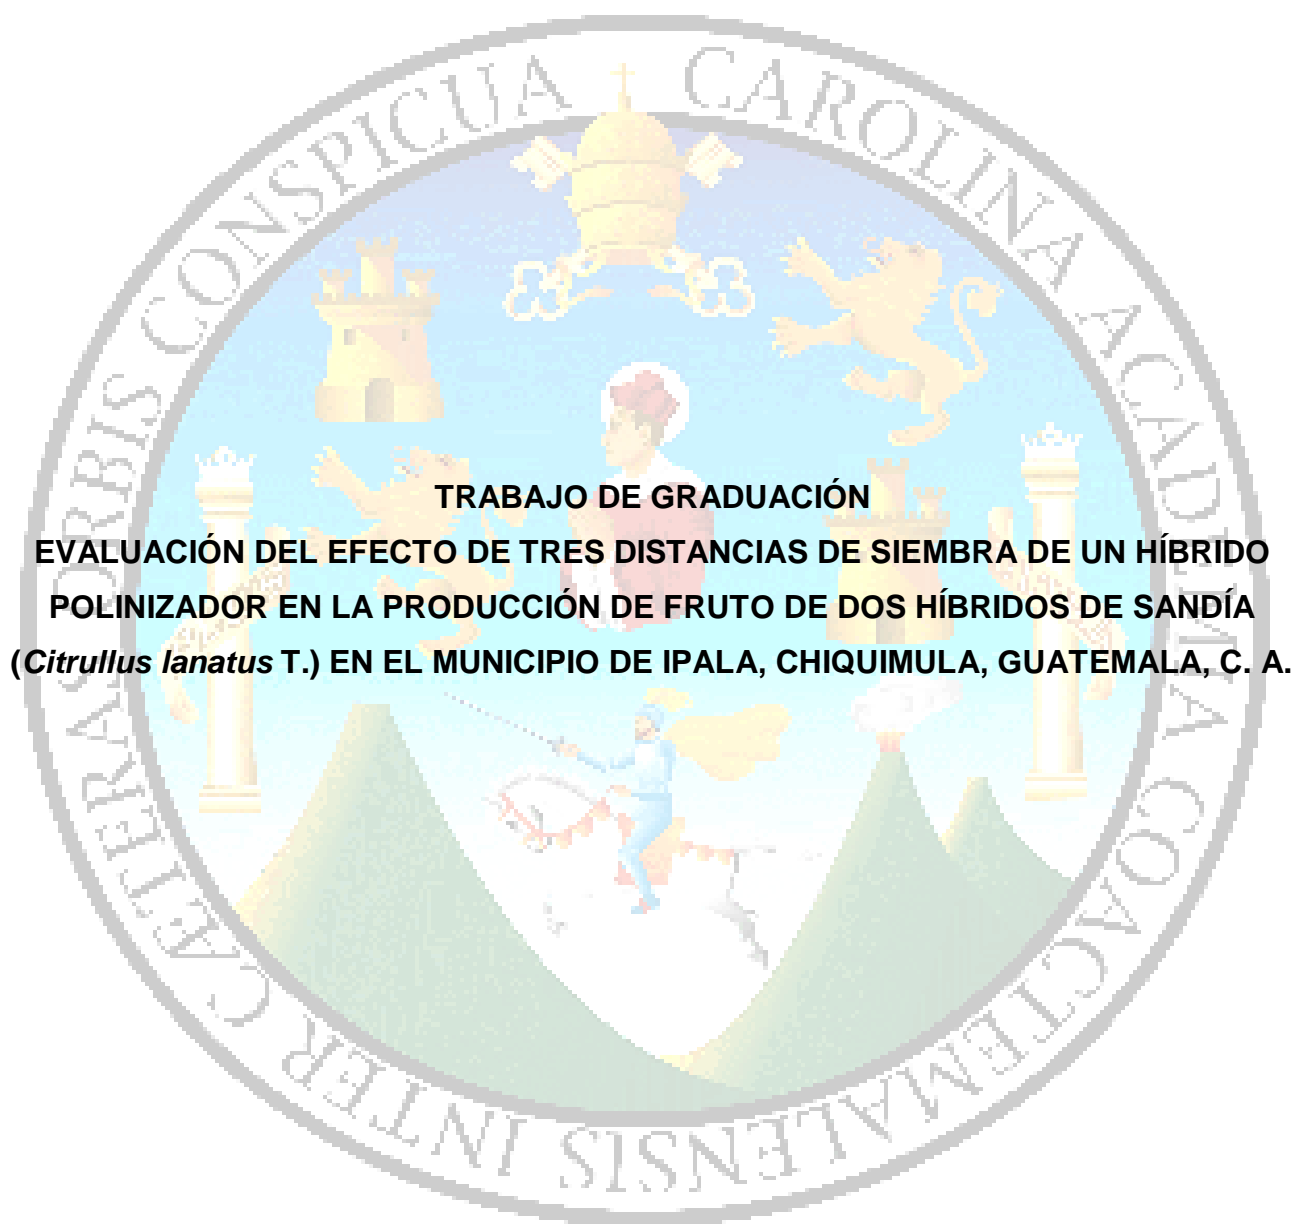 TRABAJO DE GRADUACIÓN
EVALUACIÓN DEL EFECTO DE TRES DISTANCIAS DE SIEMBRA DE UN HÍBRIDO
POLINIZADOR EN LA PRODUCCIÓN DE FRUTO DE DOS HÍBRIDOS DE SANDÍA
(Citrullus lanatus T.) EN EL MUNICIPIO DE IPALA, CHIQUIMULA, GUATEMALA, C. A.
CAETERAS ORBIS CONSPICUA CAROLINA ACADEMIA COACTEMALENSIS INTER